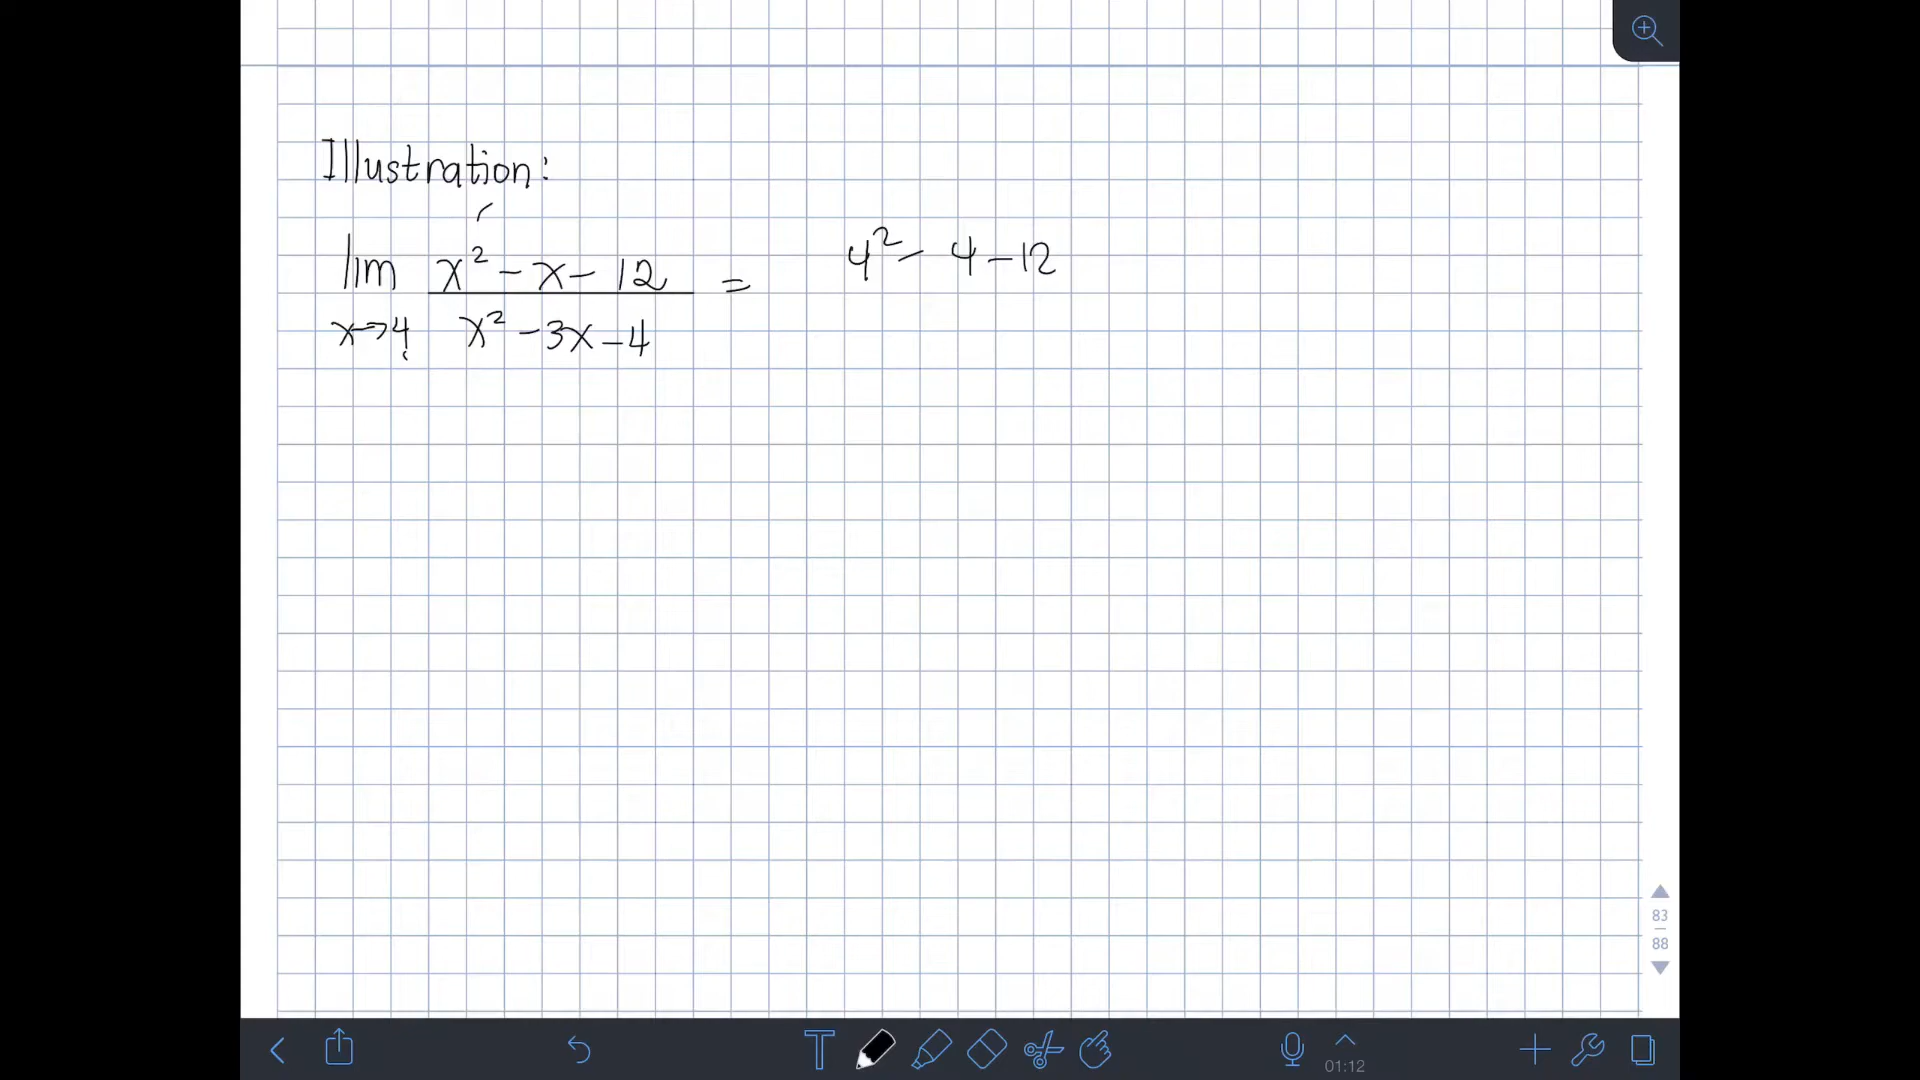 Illustration:
lim x² - x - 12 = 4² - 4 - 12
x→4 x² - 3x - 4
83
88
T
01:12